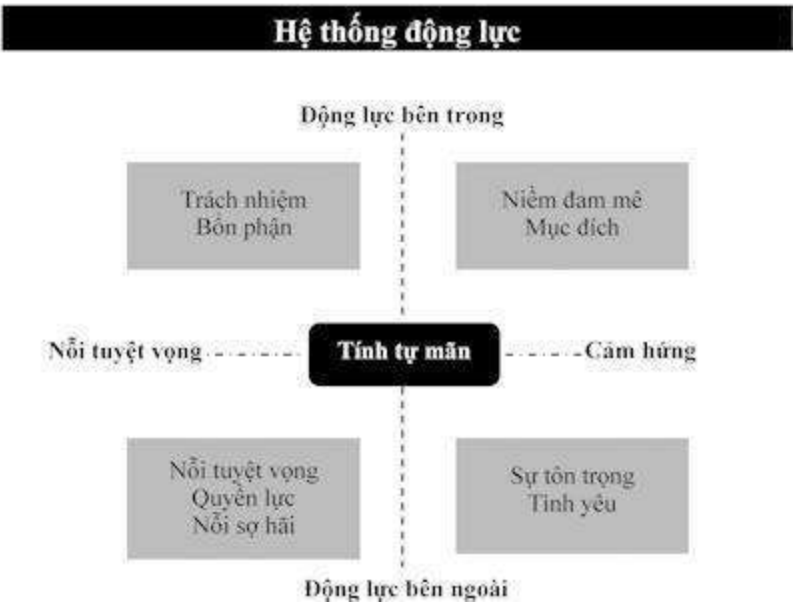 Hệ thống động lực
Động lực bên trong
Trách nhiệm
Bổn phận
Niềm đam mê
Mục đích
Nỗi tuyệt vọng
Tính tự mãn
Cảm hứng
Nỗi tuyệt vọng
Quyền lực
Nỗi sợ hãi
Sự tôn trọng
Tình yêu
Động lực bên ngoài